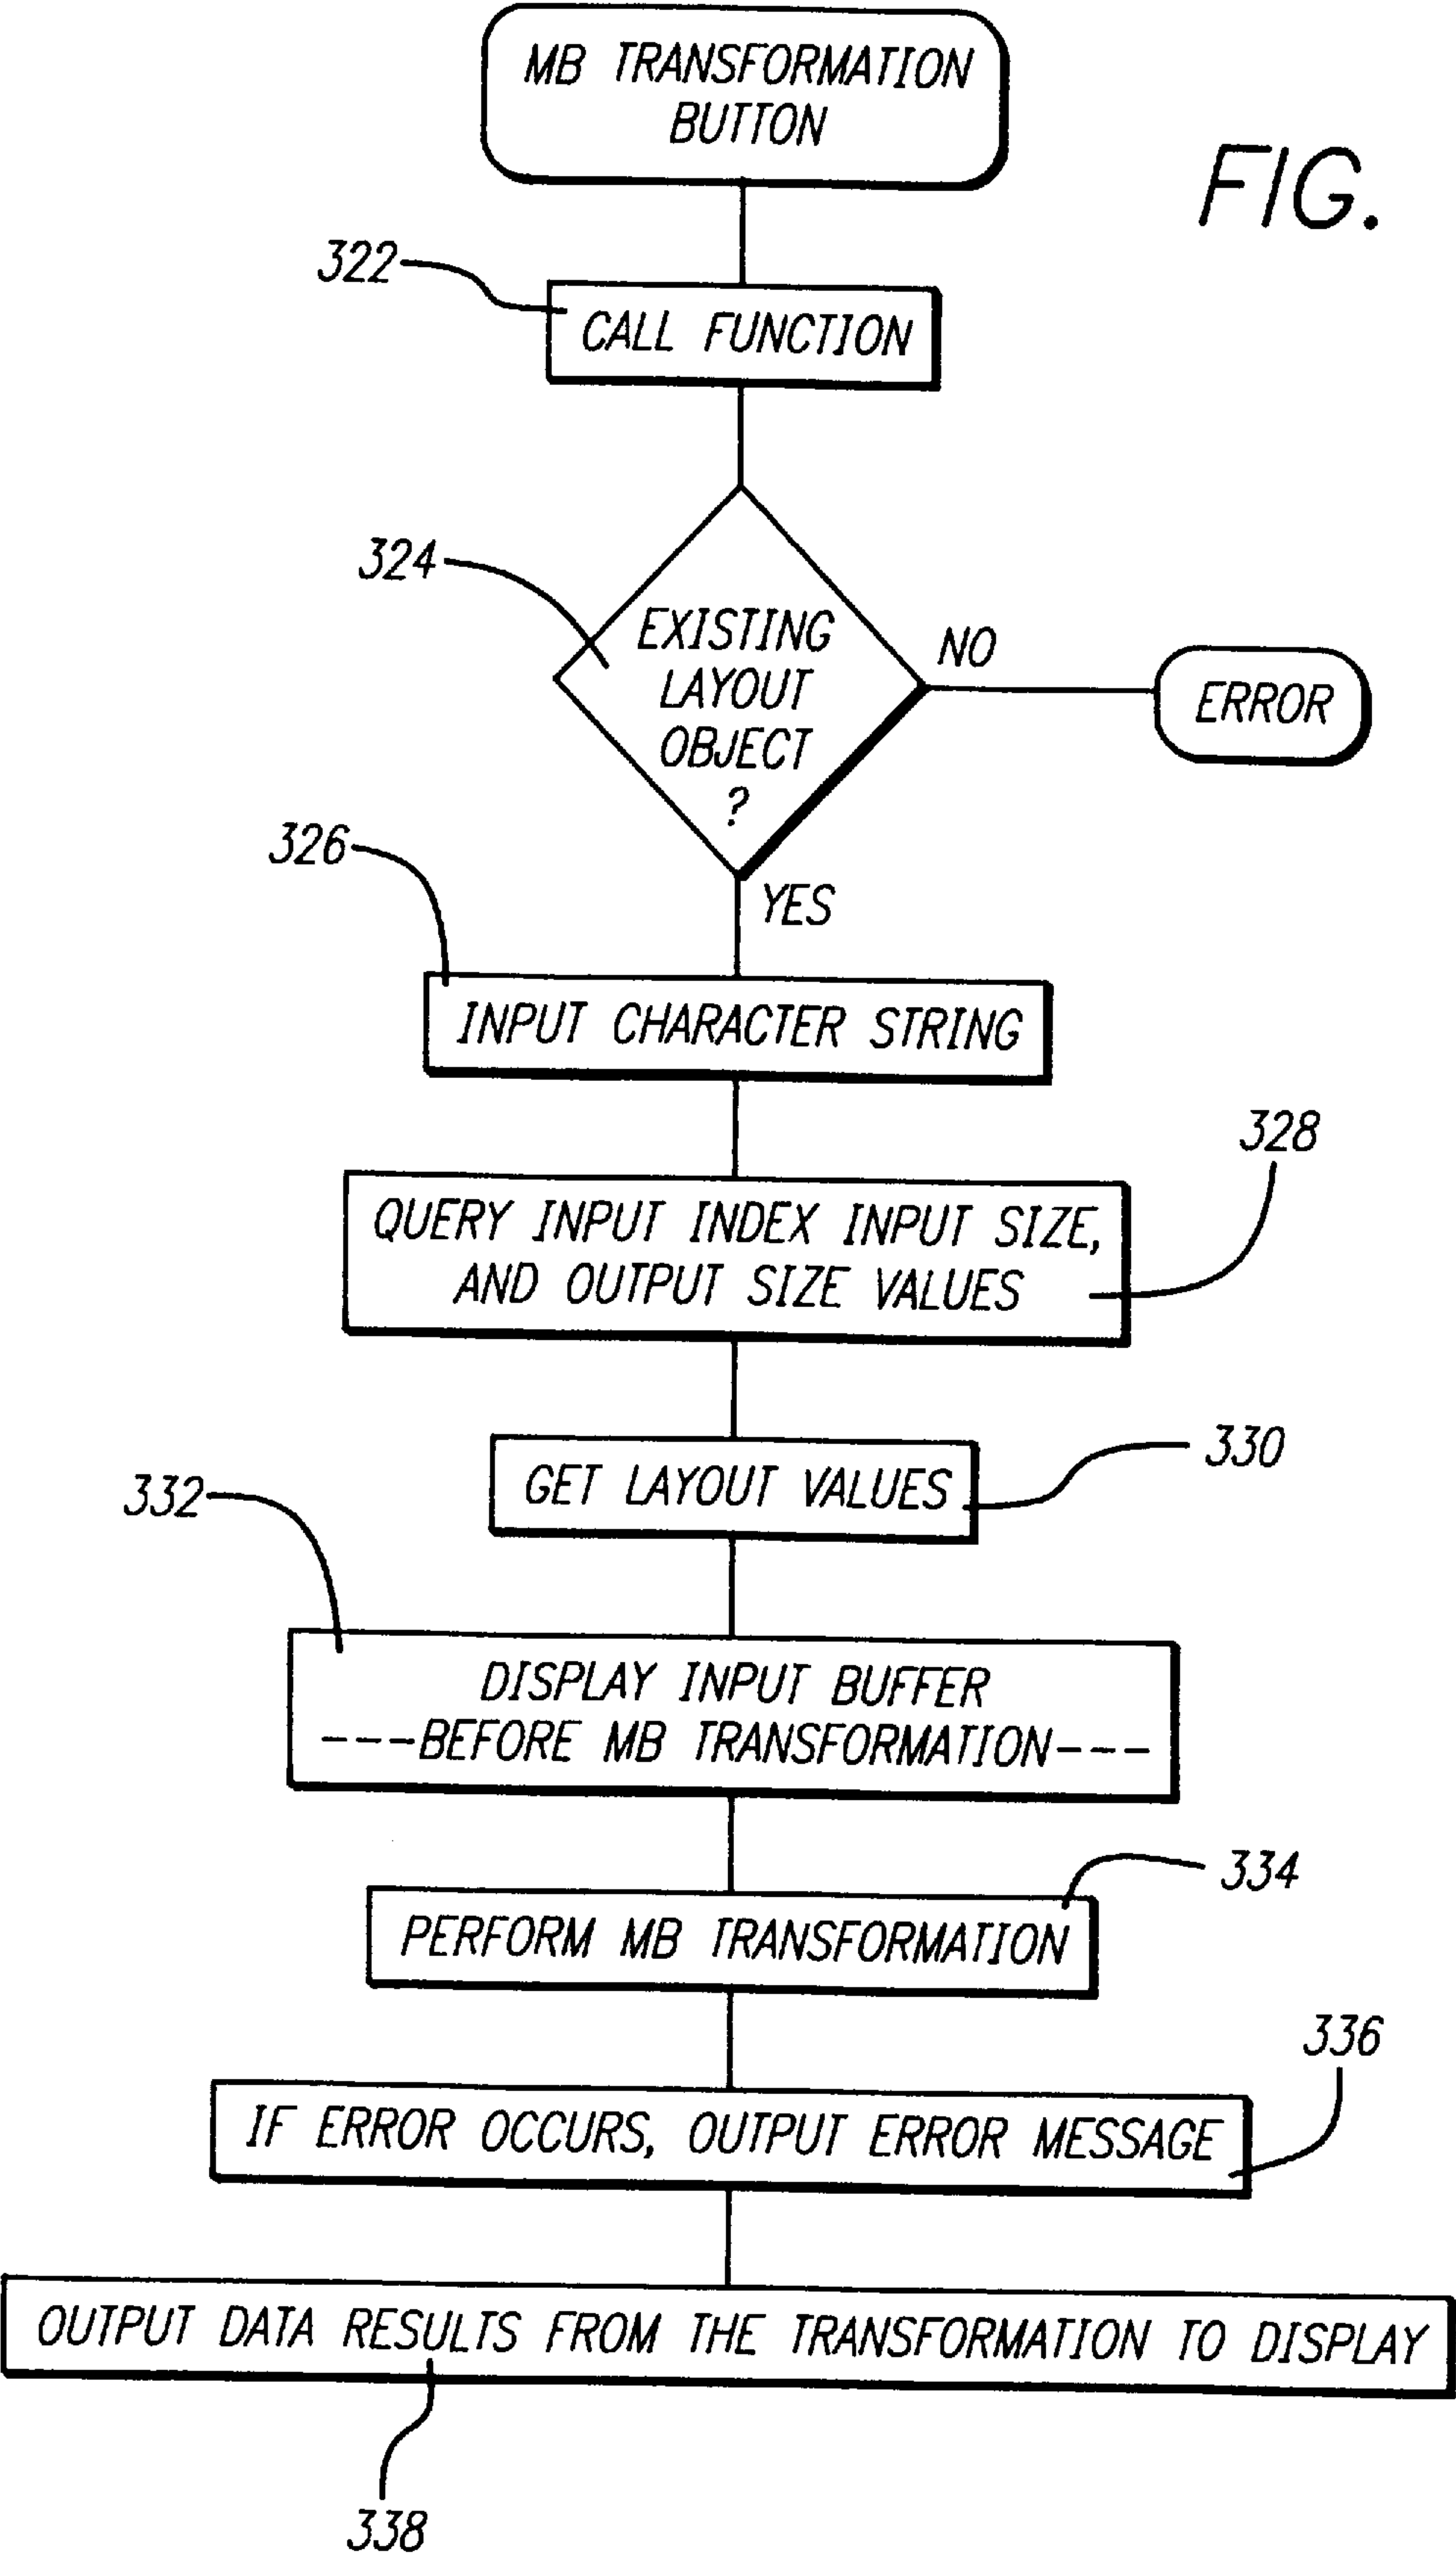 MB TRANSFORMATION
BUTTON
FIG.
322
CALL FUNCTION
324
EXISTING
LAYOUT
OBJECT
?
NO
ERROR
326
YES
INPUT CHARACTER STRING
328
QUERY INPUT INDEX INPUT SIZE,
AND OUTPUT SIZE VALUES
330
GET LAYOUT VALUES
332
DISPLAY INPUT BUFFER
----BEFORE MB TRANSFORMATION---
334
PERFORM MB TRANSFORMATION
336
IF ERROR OCCURS, OUTPUT ERROR MESSAGE
OUTPUT DATA RESULTS FROM THE TRANSFORMATION TO DISPLAY
338